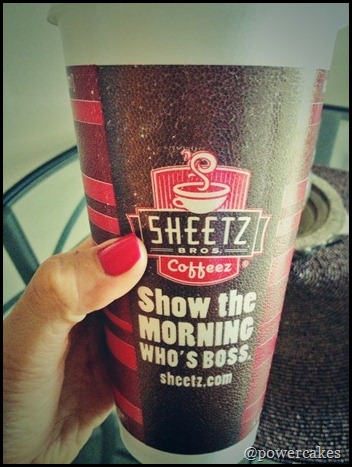 SHEETZ
BROS.
Coffeez®
Show the
MORNING
WHO'S BOSS.
sheetz.com
@powercakes